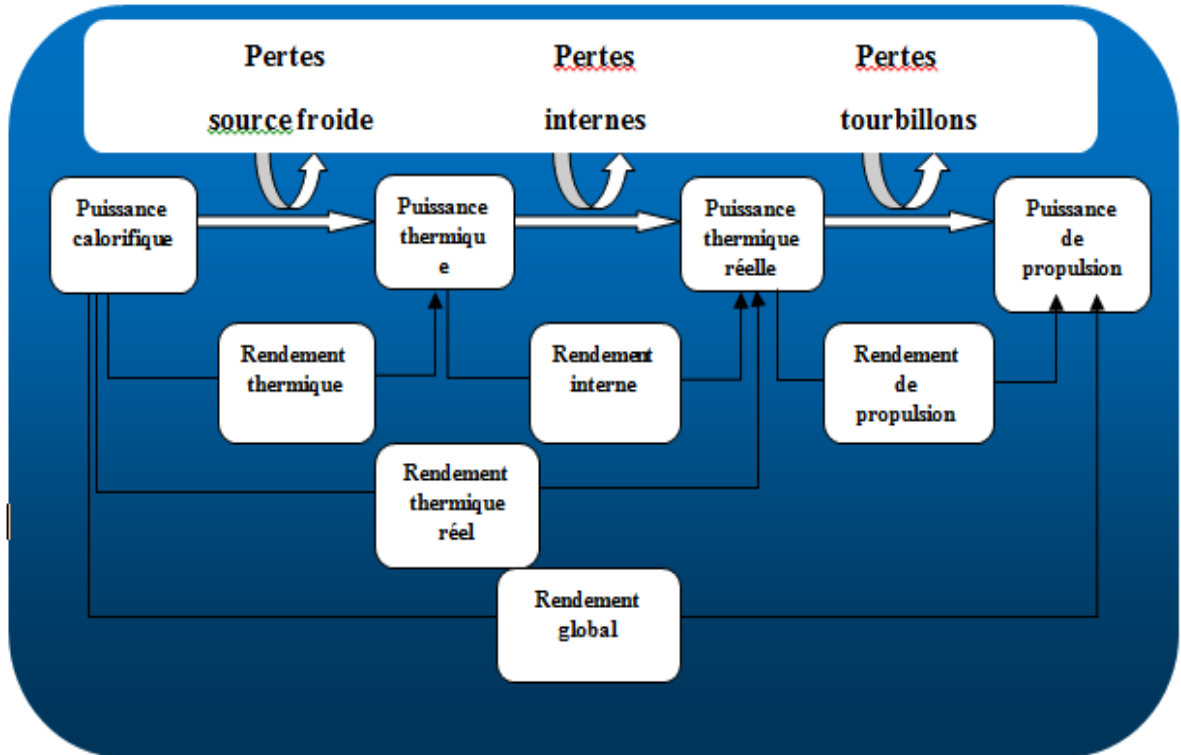 Pertes
source froide
Pertes
internes
Pertes
tourbillons
Puissance
calorifique
Puissance
thermiqu
e
Puissance
thermique
réelle
Puissance
de
propulsion
Rendement
thermique
Rendement
interne
Rendement
de
propulsion
Rendement
thermique
réel
Rendement
global